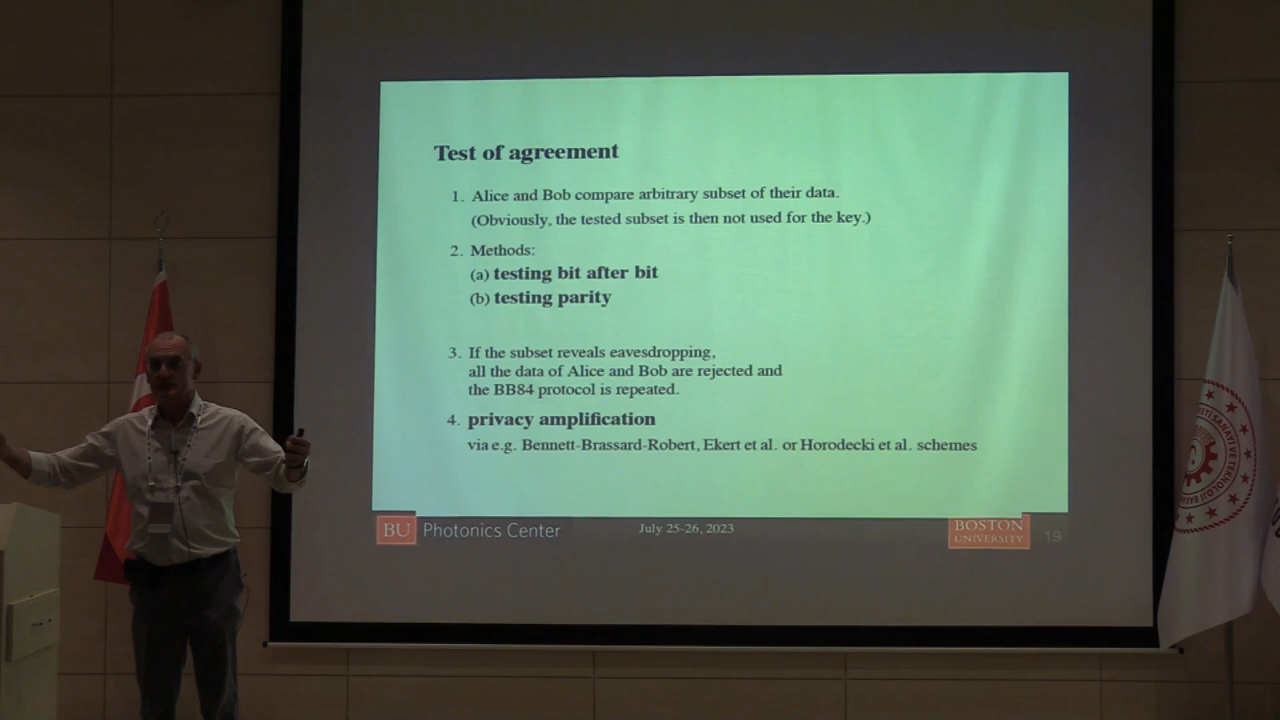 Test of agreement
1. Alice and Bob compare arbitrary subset of their data.
(Obviously, the tested subset is then not used for the key.)
2. Methods:
(a) testing bit after bit
(b) testing parity
3. If the subset reveals eavesdropping,
all the data of Alice and Bob are rejected and
the BB84 protocol is repeated.
4. privacy amplification
via e.g. Bennett-Brassard-Robert, Ekert et al. or Horodecki et al. schemes
BU Photonics Center
July 25-26, 2023
BOSTON
UNIVERSITY
19